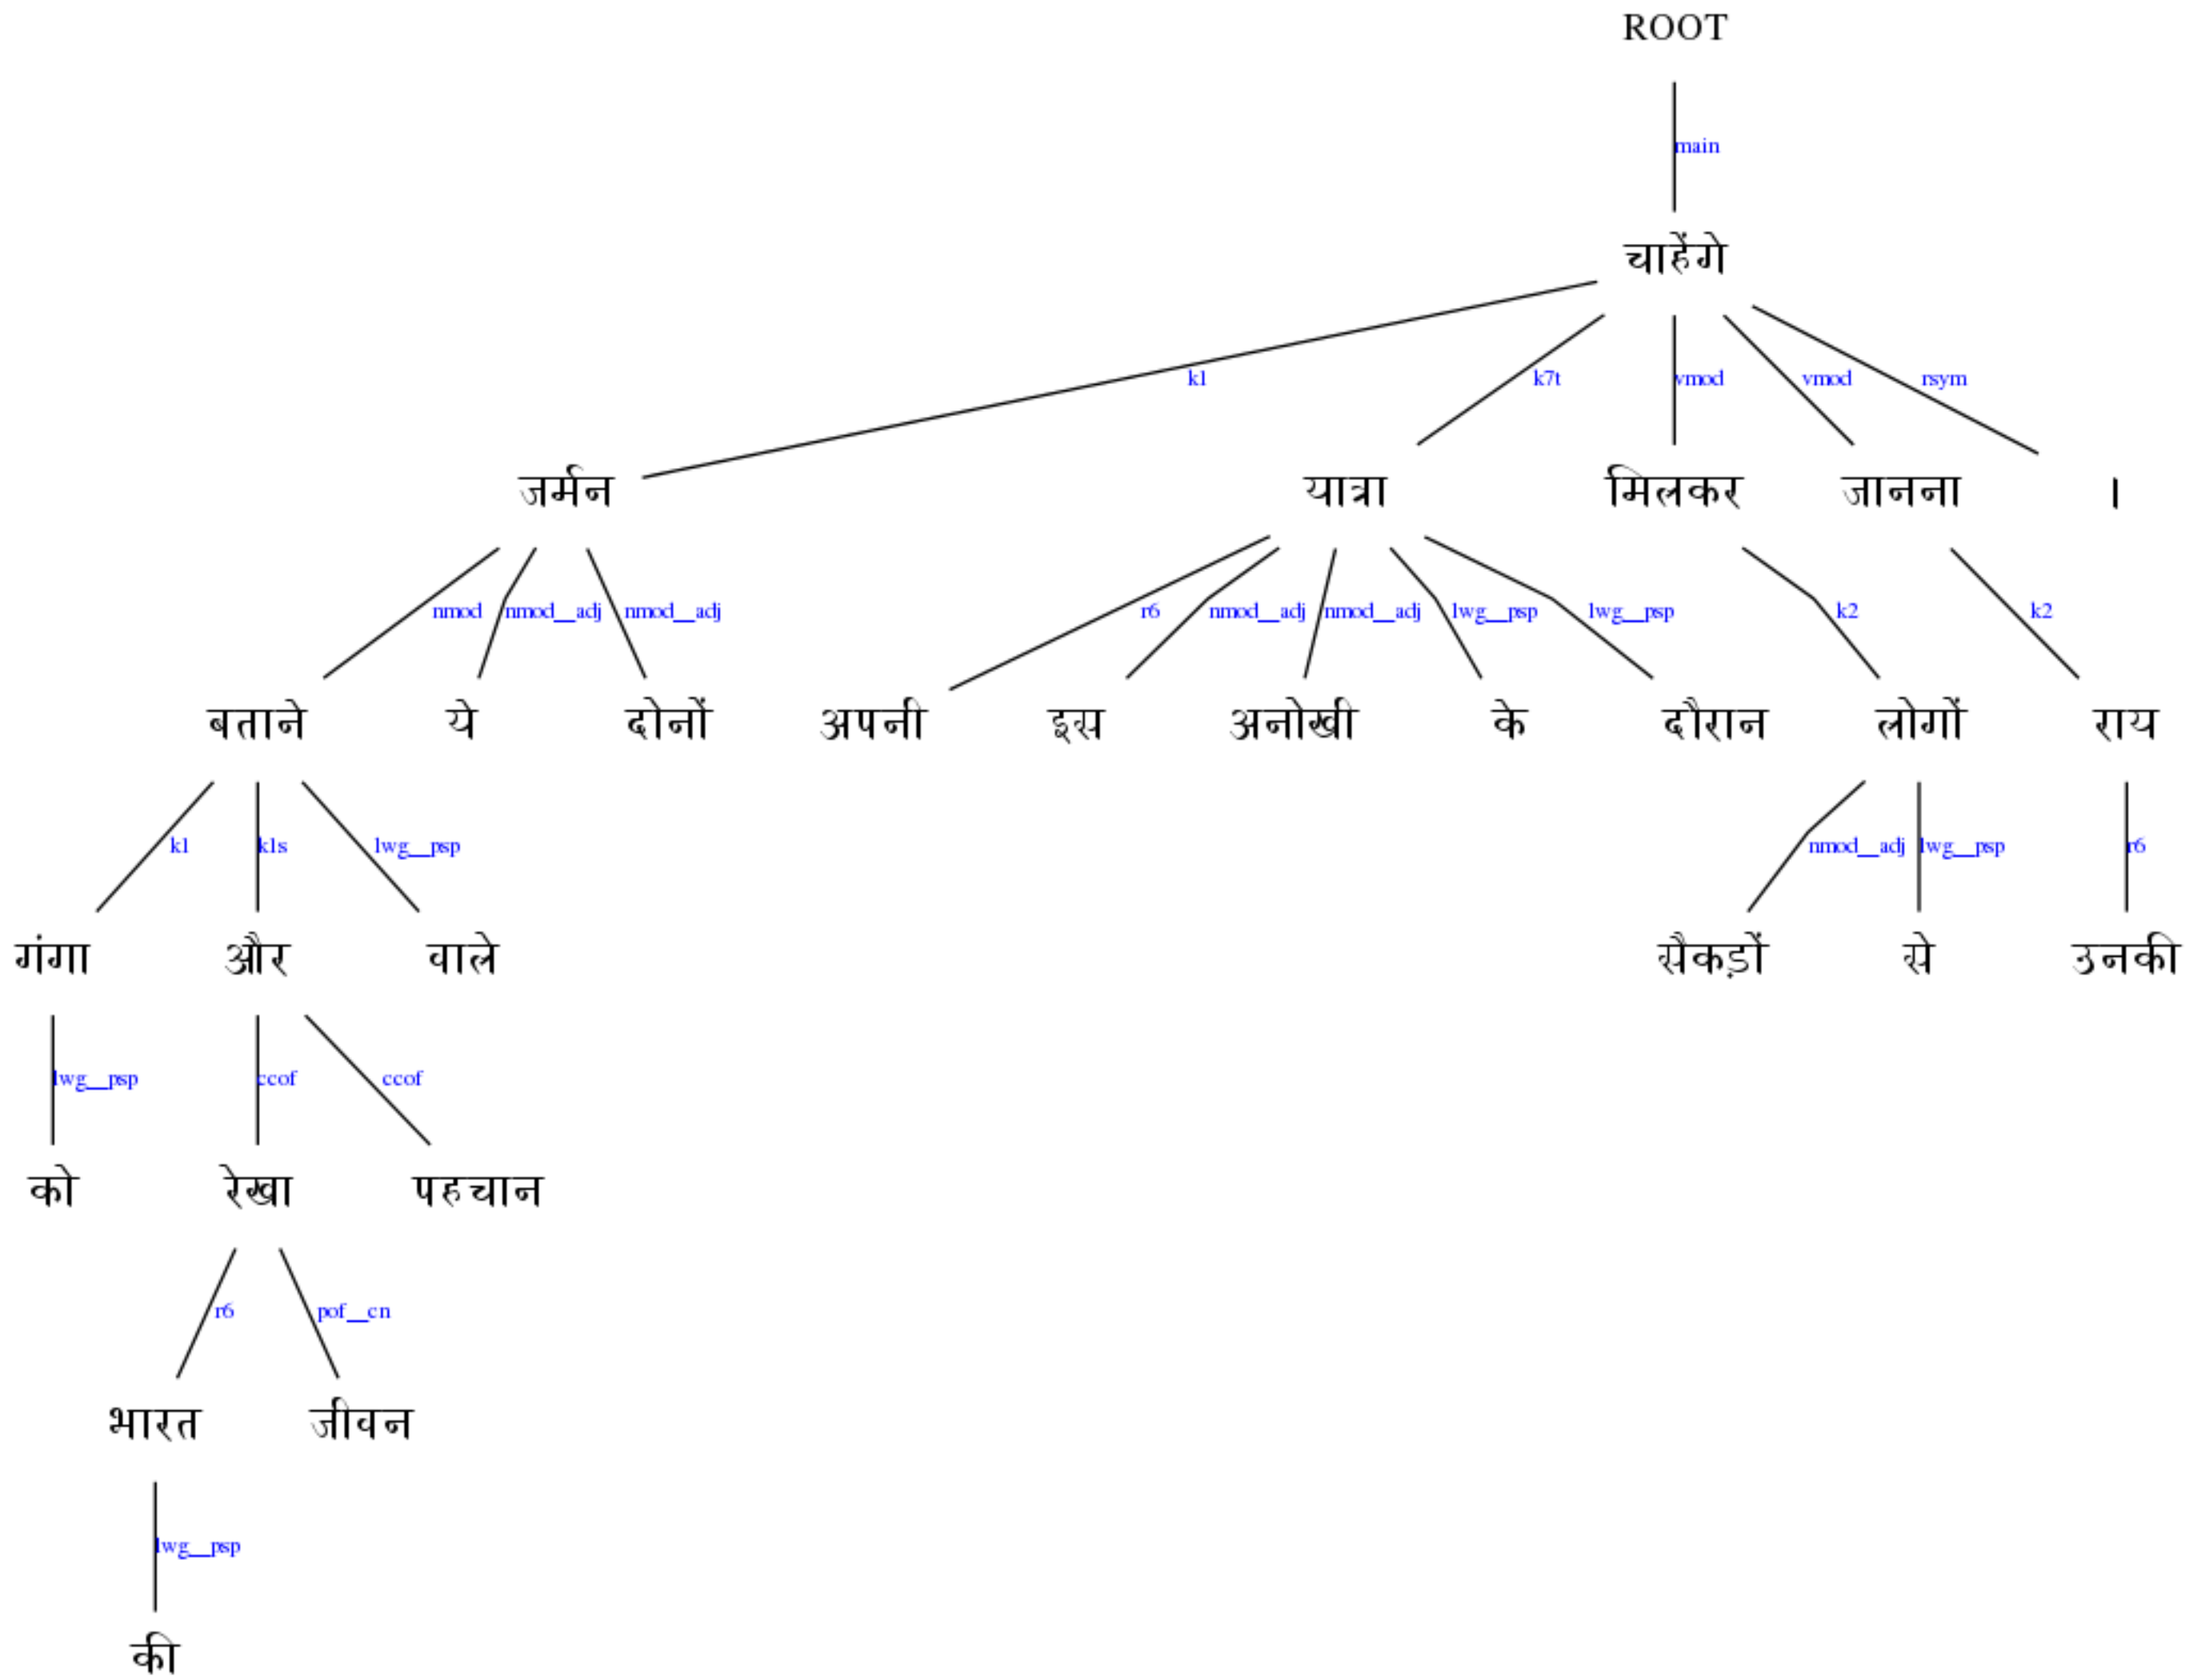 ROOT
main
चाहेंगे
k1 k7t vmod vmod rsym
जर्मन यात्रा मिलकर जानना ।
nmod nmod__adj nmod__adj r6 nmod__adj nmod__adj lwg__psp lwg__psp k2 k2
बताने ये दोनों अपनी इस अनोखी के दौरान लोगों राय
k1 k1s lwg__psp nmod__adj lwg__psp r6
गंगा और वाले सैकड़ों से उनकी
lwg__psp ccof ccof
को रेखा पहचान
r6 pof__cn
भारत जीवन
lwg__psp
की